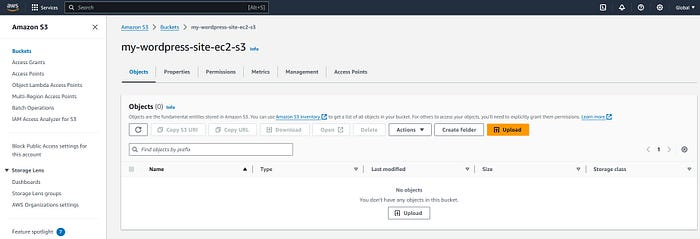 aws Services Search [Alt+S] Global
Amazon S3
Amazon S3 > Buckets > my-wordpress-site-ec2-s3
my-wordpress-site-ec2-s3 Info
Buckets
Access Grants
Access Points
Object Lambda Access Points
Multi-Region Access Points
Batch Operations
IAM Access Analyzer for S3
Block Public Access settings for
this account
Storage Lens
Dashboards
Storage Lens groups
AWS Organizations settings
Feature spotlight 7
Objects Properties Permissions Metrics Management Access Points
Objects (0) Info
Objects are the fundamental entities stored in Amazon S3. You can use Amazon S3 inventory to get a list of all objects in your bucket. For others to access your objects, you'll need to explicitly grant them permissions. Learn more
Copy S3 URI Copy URL Download Open Delete Actions Create folder Upload
Find objects by prefix
1
Name Type Last modified Size Storage class
No objects
You don't have any objects in this bucket.
Upload